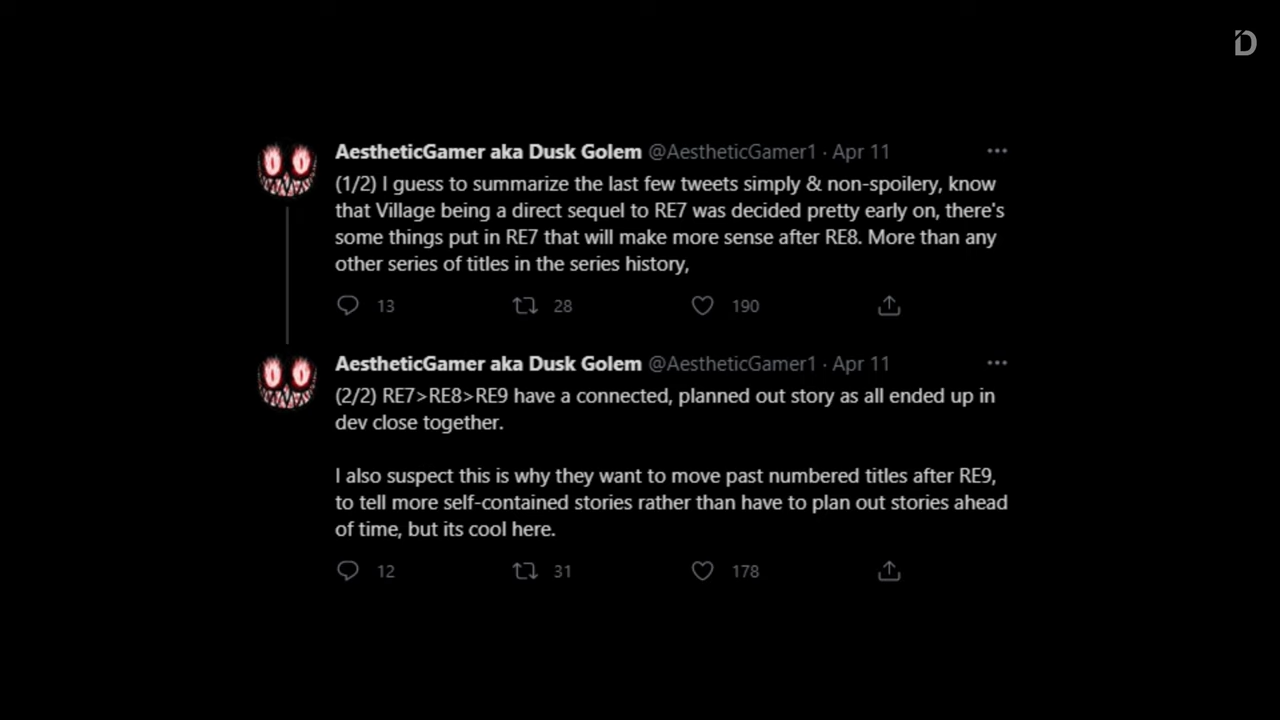 D
AestheticGamer aka Dusk Golem @AestheticGamer1 · Apr 11
(1/2) I guess to summarize the last few tweets simply & non-spoilery, know
that Village being a direct sequel to RE7 was decided pretty early on, there's
some things put in RE7 that will make more sense after RE8. More than any
other series of titles in the series history,
13 28 190
AestheticGamer aka Dusk Golem @AestheticGamer1 · Apr 11
(2/2) RE7>RE8>RE9 have a connected, planned out story as all ended up in
dev close together.
I also suspect this is why they want to move past numbered titles after RE9,
to tell more self-contained stories rather than have to plan out stories ahead
of time, but its cool here.
12 31 178